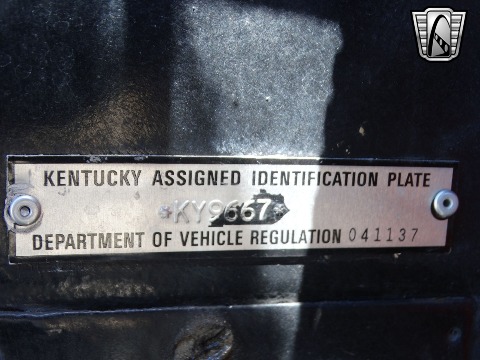 KENTUCKY ASSIGNED IDENTIFICATION PLATE
*KY9667*
DEPARTMENT OF VEHICLE REGULATION 041137